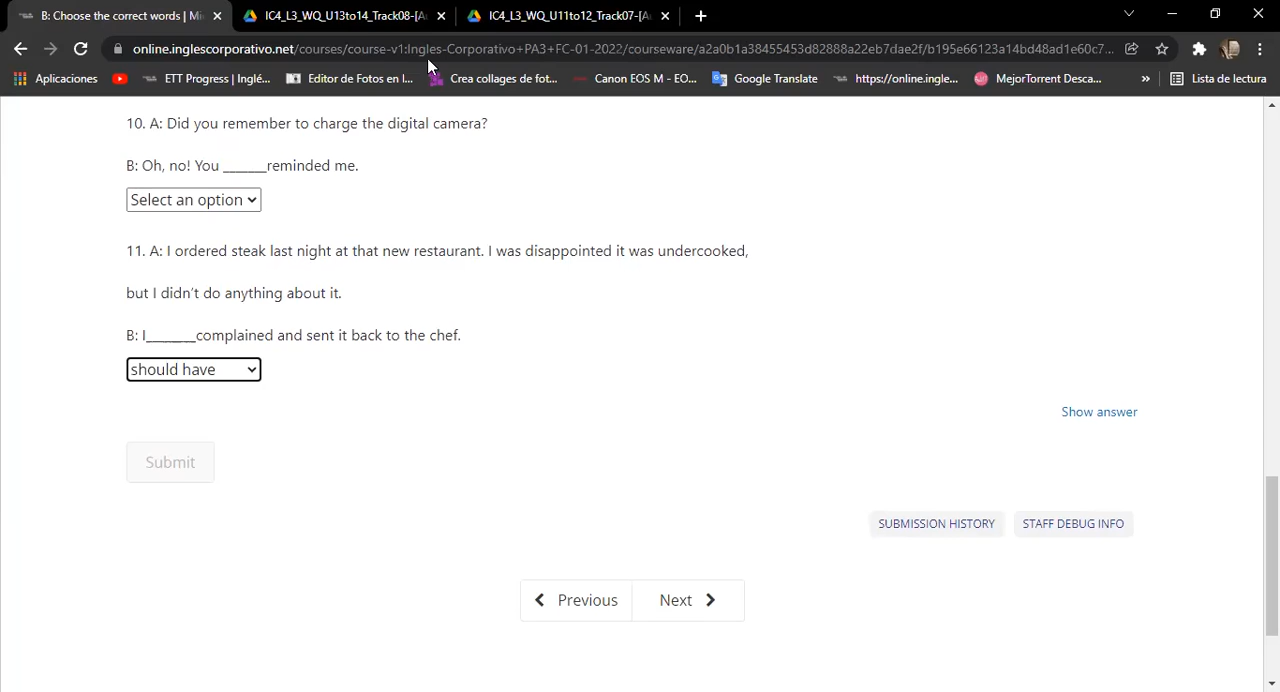 B: Choose the correct words | Mi
IC4_L3_WQ_U13to14_Track08-[A
IC4_L3_WQ_U11to12_Track07-[A
online.inglescorporativo.net/courses/course-v1:Ingles-Corporativo+PA3+FC-01-2022/courseware/a2a0b1a38455453d82888a22eb7dae2f/b195e66123a14bd48ad1e60c7...
Aplicaciones
ETT Progress | Inglé...
Editor de Fotos en l...
Crea collages de fot...
Canon EOS M - EO...
Google Translate
https://online.ingle...
MejorTorrent Desca...
»
Lista de lectura
10. A: Did you remember to charge the digital camera?
B: Oh, no! You ______reminded me.
Select an option
11. A: I ordered steak last night at that new restaurant. I was disappointed it was undercooked,
but I didn't do anything about it.
B: I_______complained and sent it back to the chef.
should have
Show answer
Submit
SUBMISSION HISTORY
STAFF DEBUG INFO
Previous
Next